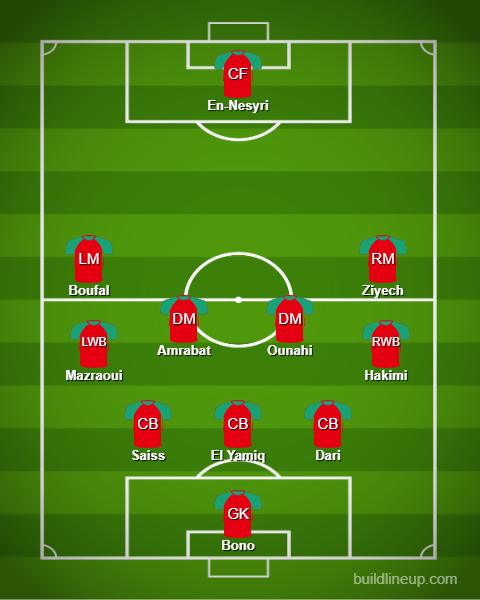 CF
En-Nesyri
LM
Boufal
RM
Ziyech
DM
Amrabat
DM
Ounahi
LWB
Mazraoui
RWB
Hakimi
CB
Saiss
CB
El Yamiq
CB
Dari
GK
Bono
buildlineup.com